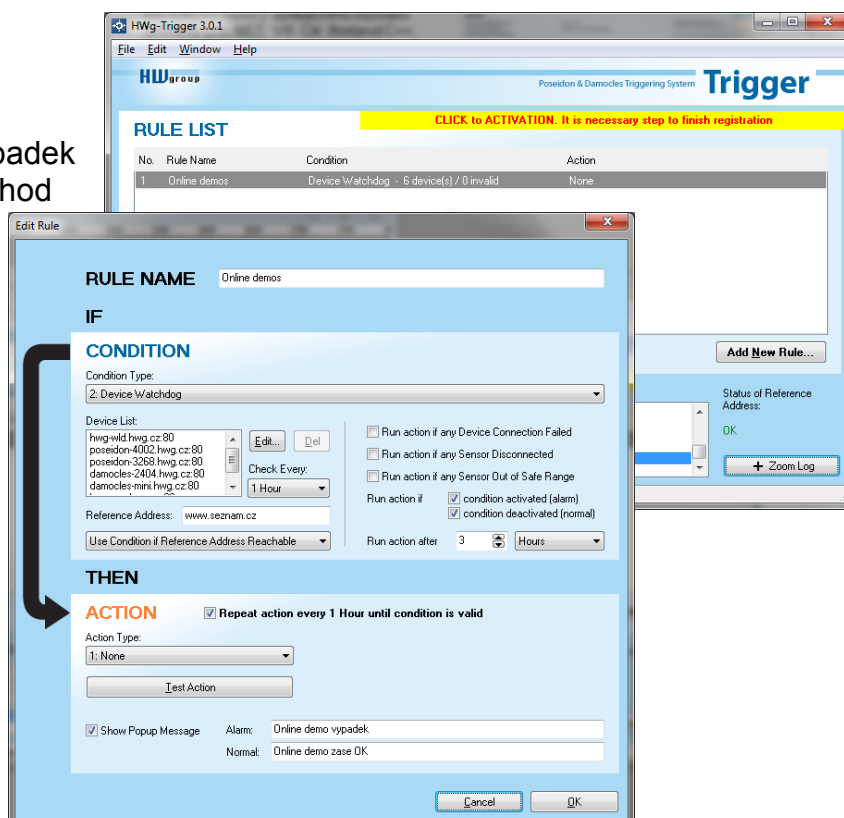 HWg-Trigger 3.0.1
File Edit Window Help
HWgroup
Poseidon & Damocles Triggering System Trigger
CLICK to ACTIVATION. It is necessary step to finish registration
RULE LIST
No. Rule Name Condition Action
1 Online demos Device Watchdog - 6 device(s) / 0 invalid None
Add New Rule...
Status of Reference
Address:
OK
+ Zoom Log
Edit Rule
RULE NAME Online demos
IF
CONDITION
Condition Type:
2: Device Watchdog
Device List:
hwg-wld.hwg.cz:80
poseidon-4002.hwg.cz:80
poseidon-3268.hwg.cz:80
damocles-2404.hwg.cz:80
damocles-mini.hwg.cz:80
Edit... Del
Check Every:
1 Hour
Reference Address: www.seznam.cz
Use Condition if Reference Address Reachable
Run action if any Device Connection Failed
Run action if any Sensor Disconnected
Run action if any Sensor Out of Safe Range
Run action if condition activated (alarm)
condition deactivated (normal)
Run action after 3 Hours
THEN
ACTION Repeat action every 1 Hour until condition is valid
Action Type:
1: None
Test Action
Show Popup Message Alarm: Online demo vypadek
Normal: Online demo zase OK
Cancel OK